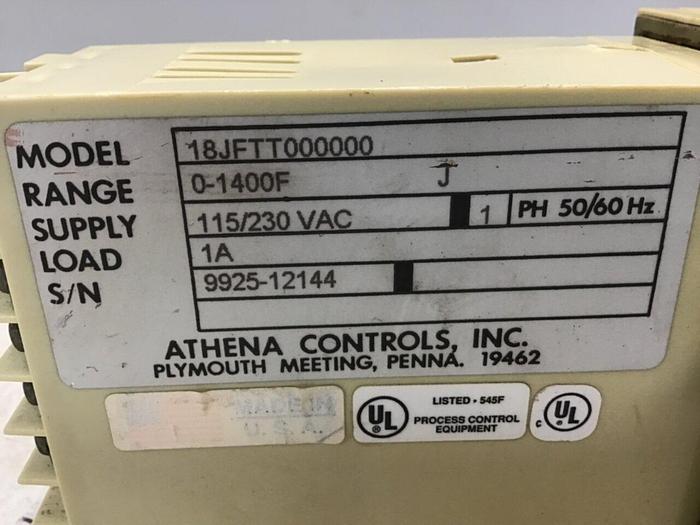 MODEL 18JFTT000000
RANGE 0-1400F J
SUPPLY 115/230 VAC 1 PH 50/60 Hz
LOAD 1A
S/N 9925-12144
ATHENA CONTROLS, INC.
PLYMOUTH MEETING, PENNA. 19462
MADE IN
U.S.A.
UL ®
LISTED • 545F
PROCESS CONTROL
EQUIPMENT
c UL